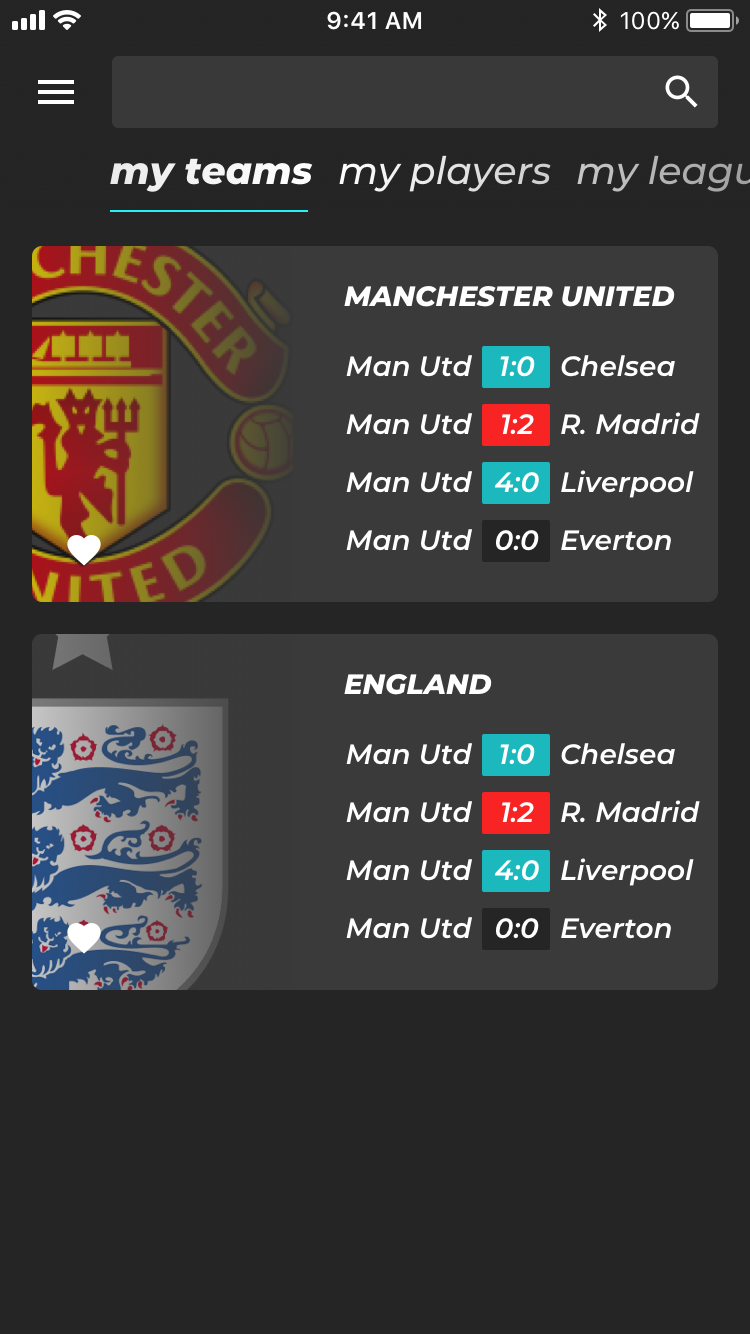 9:41 AM 100%
my teams my players my leagu
CHESTER
NITED
MANCHESTER UNITED
Man Utd 1:0 Chelsea
Man Utd 1:2 R. Madrid
Man Utd 4:0 Liverpool
Man Utd 0:0 Everton
ENGLAND
Man Utd 1:0 Chelsea
Man Utd 1:2 R. Madrid
Man Utd 4:0 Liverpool
Man Utd 0:0 Everton